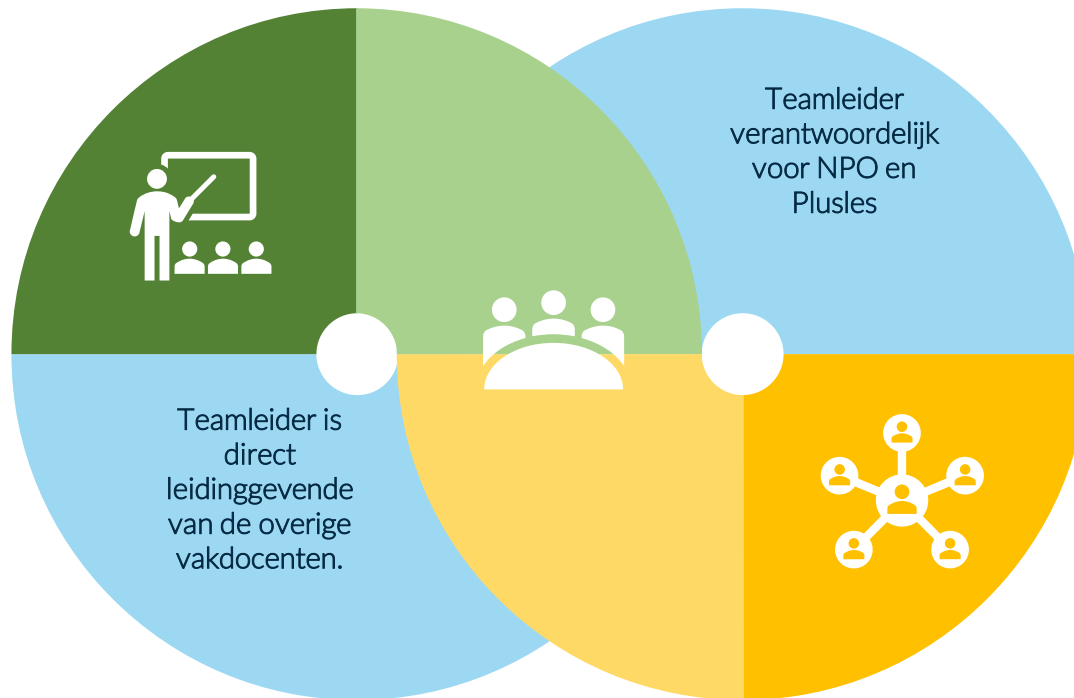 Teamleider
verantwoordelijk
voor NPO en
Plusles
Teamleider is
direct
leidinggevende
van de overige
vakdocenten.